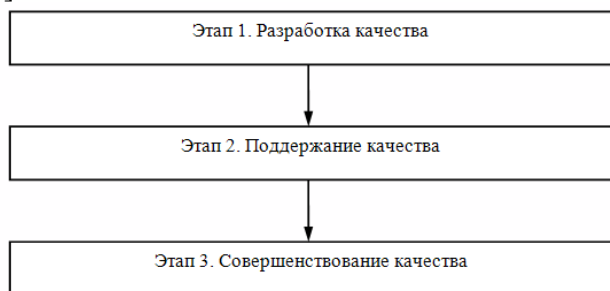 Этап 1. Разработка качества
Этап 2. Поддержание качества
Этап 3. Совершенствование качества